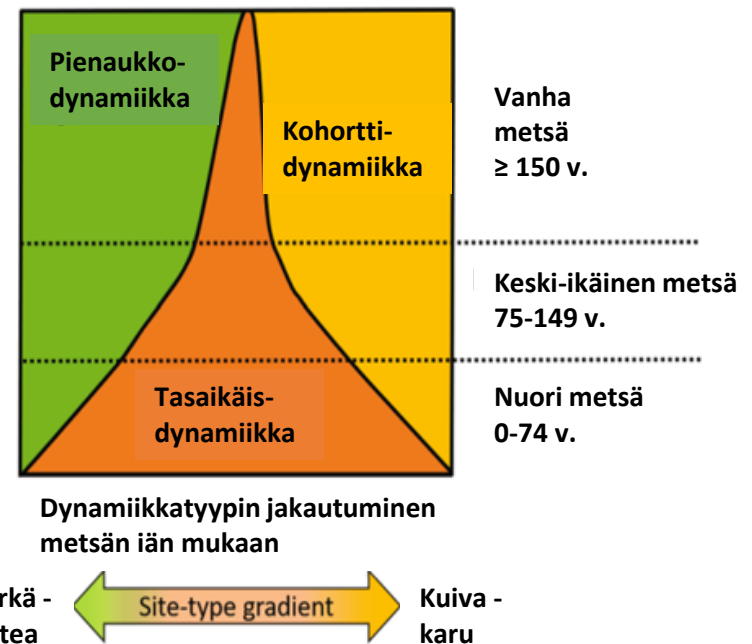 Pienaukko-
dynamiikka
Kohortti-
dynamiikka
Vanha
metsä
≥ 150 v.
Keski-ikäinen metsä
75-149 v.
Tasaikäis-
dynamiikka
Nuori metsä
0-74 v.
Dynamiikkatyypin jakautuminen
metsän iän mukaan
Site-type gradient
Kuiva -
karu